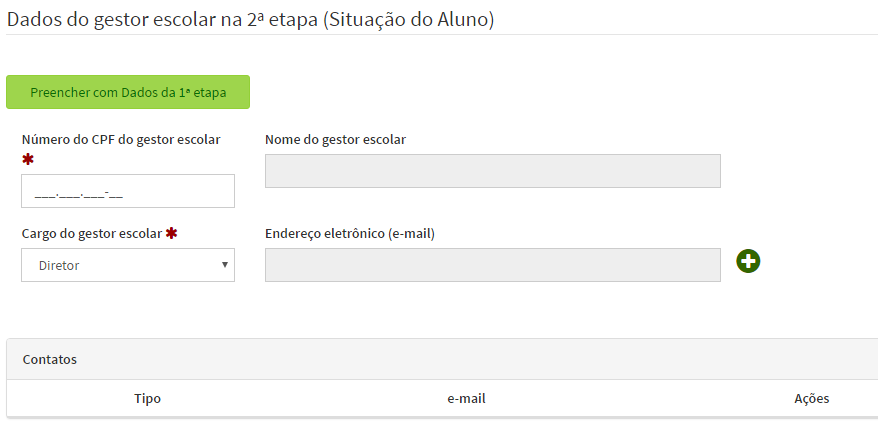 Dados do gestor escolar na 2ª etapa (Situação do Aluno)
Preencher com Dados da 1ª etapa
Número do CPF do gestor escolar
✱
Nome do gestor escolar
___.___.___-__
Cargo do gestor escolar ✱
Endereço eletrônico (e-mail)
Diretor
Contatos
Tipo e-mail Ações